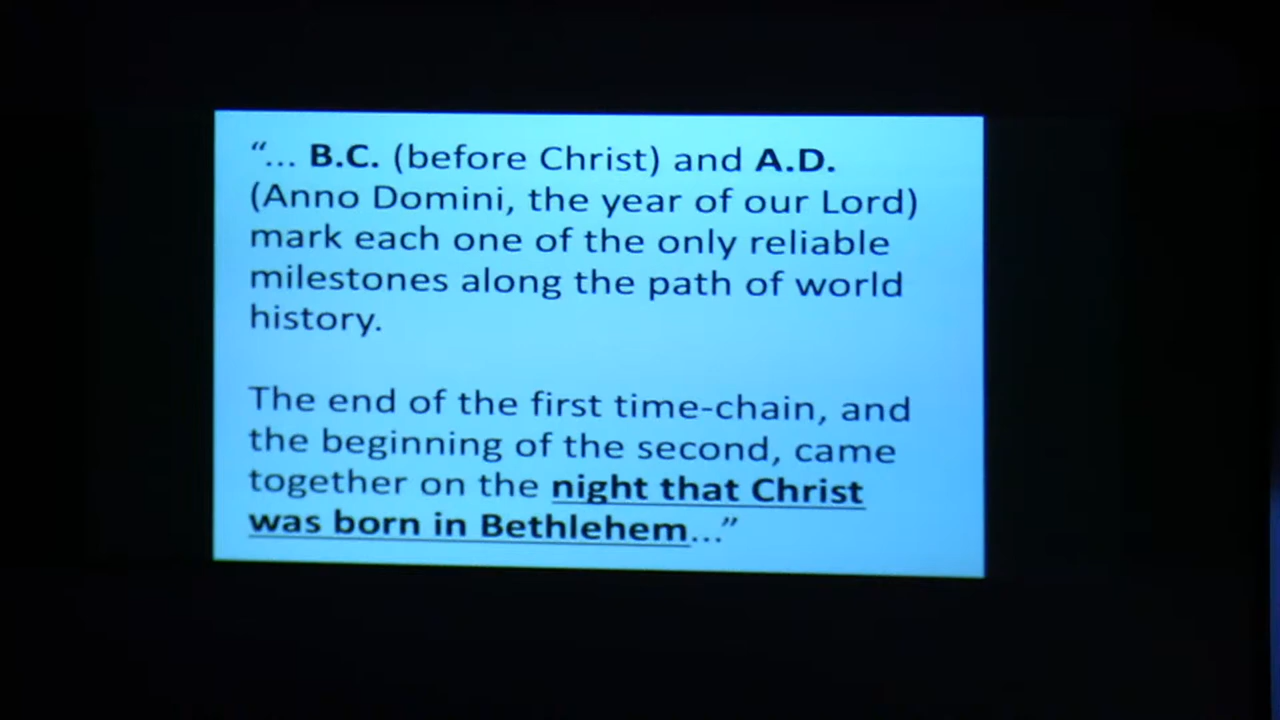 “... B.C. (before Christ) and A.D.
(Anno Domini, the year of our Lord)
mark each one of the only reliable
milestones along the path of world
history.
The end of the first time-chain, and
the beginning of the second, came
together on the night that Christ
was born in Bethlehem...”